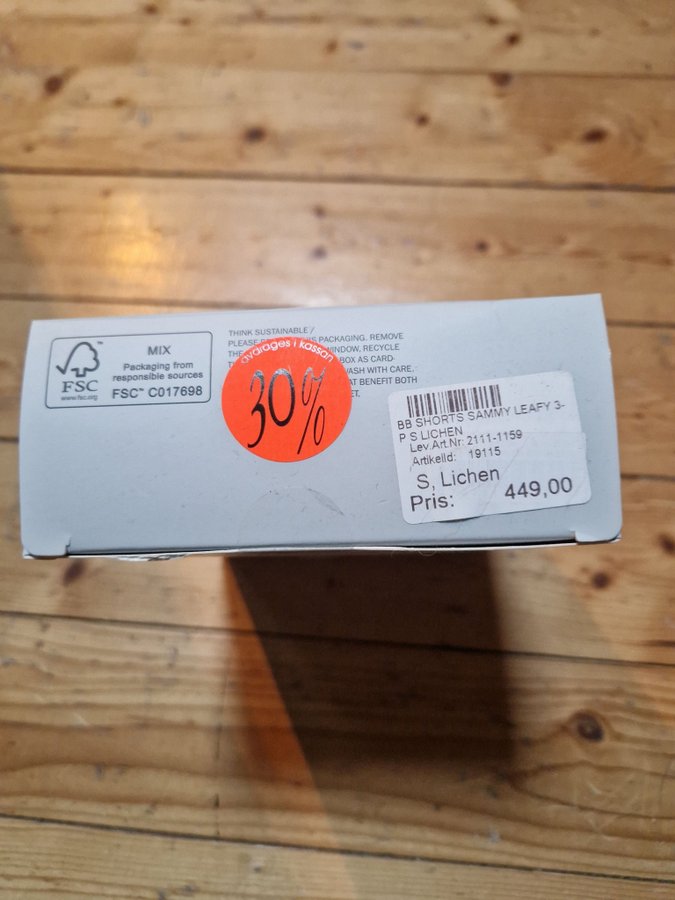 FSC
www.fsc.org
MIX
Packaging from
responsible sources
FSC™ C017698
THINK SUSTAINABLE /
PLEASE PACKAGING. REMOVE
THE WINDOW, RECYCLE
BOX AS CARD-
WASH WITH CARE,
BENEFIT BOTH
avdrages i kassan
30%
BB SHORTS SAMMY LEAFY 3-
P S LICHEN
Lev.Art.Nr: 2111-1159
ArtikelId: 19115
S, Lichen
Pris: 449,00